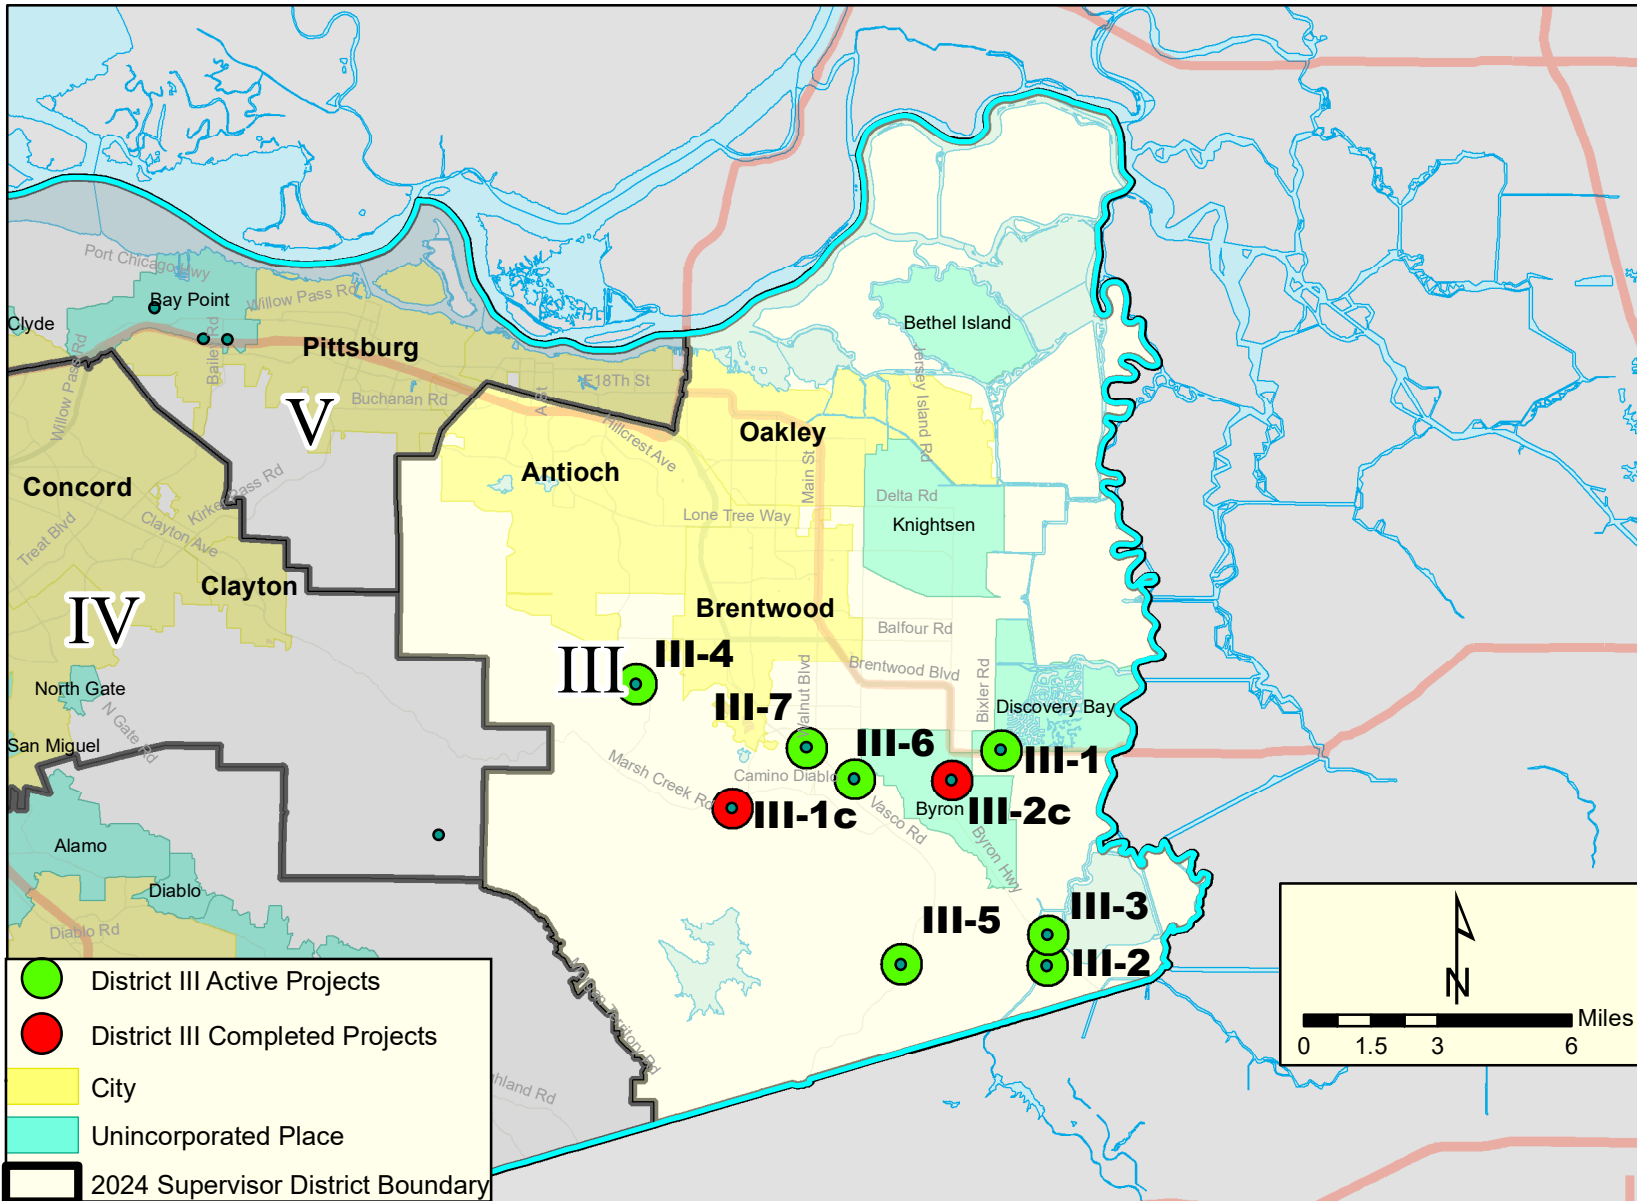 Port Chicago Hwy
Bay Point
Willow Pass Rd
Clyde
Pittsburg
Bailey Rd
Willow Pass Rd
E 18Th St
A St
Buchanan Rd
V
Hillcrest Ave
Bethel Island
Jersey Island Rd
Oakley
Main St
Antioch
Concord
Kirker Pass Rd
Treat Blvd
Clayton Ave
Lone Tree Way
Delta Rd
Knightsen
Clayton
IV
Brentwood
Balfour Rd
III
III-4
Brentwood Blvd
Bixler Rd
Walnut Blvd
North Gate
N Gate Rd
III-7
Discovery Bay
San Miguel
III-6
III-1
Marsh Creek Rd
Camino Diablo
III-1c
Vasco Rd
Byron
III-2c
Byron Hwy
Alamo
Diablo
Diablo Rd
III-5
III-3
III-2
Morgan Territory Rd
hland Rd
District III Active Projects
District III Completed Projects
City
Unincorporated Place
2024 Supervisor District Boundary
N
Miles
0 1.5 3 6